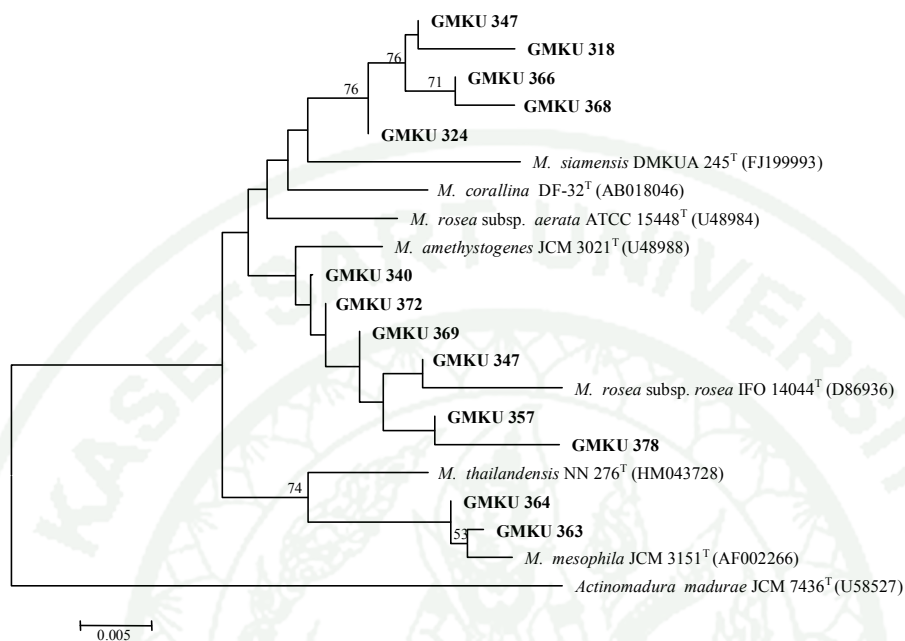 GMKU 347
GMKU 318
76
GMKU 366
76
71
GMKU 368
GMKU 324
M. siamensis DMKUA 245ᵀ (FJ199993)
M. corallina DF-32ᵀ (AB018046)
M. rosea subsp. aerata ATCC 15448ᵀ (U48984)
M. amethystogenes JCM 3021ᵀ (U48988)
GMKU 340
GMKU 372
GMKU 369
GMKU 347
M. rosea subsp. rosea IFO 14044ᵀ (D86936)
GMKU 357
GMKU 378
M. thailandensis NN 276ᵀ (HM043728)
74
GMKU 364
GMKU 363
53
M. mesophila JCM 3151ᵀ (AF002266)
Actinomadura madurae JCM 7436ᵀ (U58527)
0.005
KASETSART UNIVERSITY